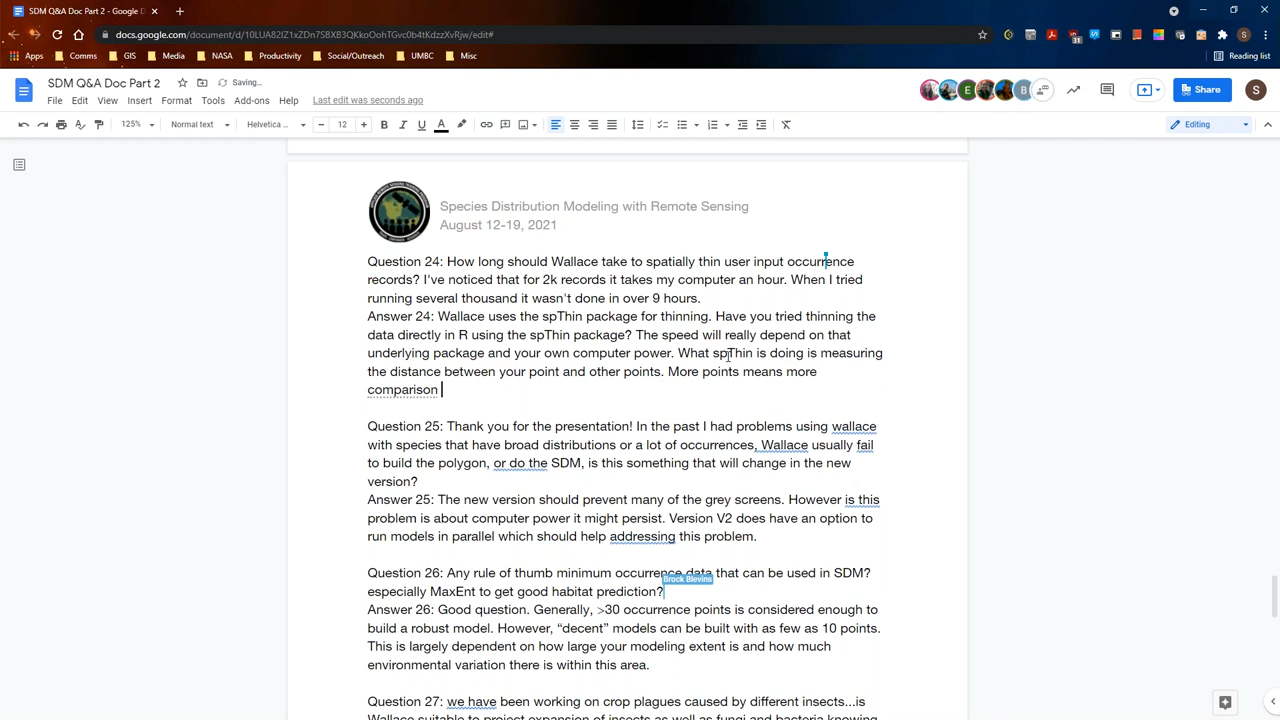 SDM Q&A Doc Part 2 - Google D
docs.google.com/document/d/10LUA82IZ1xZDn7SBXB3QKkoOohTGvc0b4tKdzzXvRjw/edit#
Apps Comms GIS Media NASA Productivity Social/Outreach UMBC Misc Reading list
SDM Q&A Doc Part 2 Saving...
File Edit View Insert Format Tools Add-ons Help Last edit was seconds ago
E B Share S
125% Normal text Helvetica ... 12 B I U A Editing
Species Distribution Modeling with Remote Sensing
August 12-19, 2021
Question 24: How long should Wallace take to spatially thin user input occurrence
records? I've noticed that for 2k records it takes my computer an hour. When I tried
running several thousand it wasn't done in over 9 hours.
Answer 24: Wallace uses the spThin package for thinning. Have you tried thinning the
data directly in R using the spThin package? The speed will really depend on that
underlying package and your own computer power. What spThin is doing is measuring
the distance between your point and other points. More points means more
comparison
Question 25: Thank you for the presentation! In the past I had problems using wallace
with species that have broad distributions or a lot of occurrences, Wallace usually fail
to build the polygon, or do the SDM, is this something that will change in the new
version?
Answer 25: The new version should prevent many of the grey screens. However is this
problem is about computer power it might persist. Version V2 does have an option to
run models in parallel which should help addressing this problem.
Question 26: Any rule of thumb minimum occurrence data that can be used in SDM?
Brock Blevins
especially MaxEnt to get good habitat prediction?
Answer 26: Good question. Generally, >30 occurrence points is considered enough to
build a robust model. However, “decent” models can be built with as few as 10 points.
This is largely dependent on how large your modeling extent is and how much
environmental variation there is within this area.
Question 27: we have been working on crop plagues caused by different insects...is
Wallace suitable to project expansion of insects as well as fungi and bacteria knowing